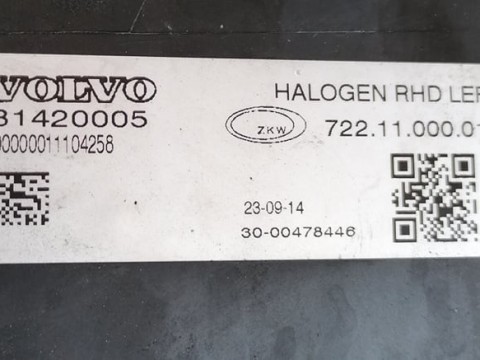 VOLVO
31420005
00000011104258
HALOGEN RHD LEF
ZKW
722.11.000.01
23-09-14
30-00478446